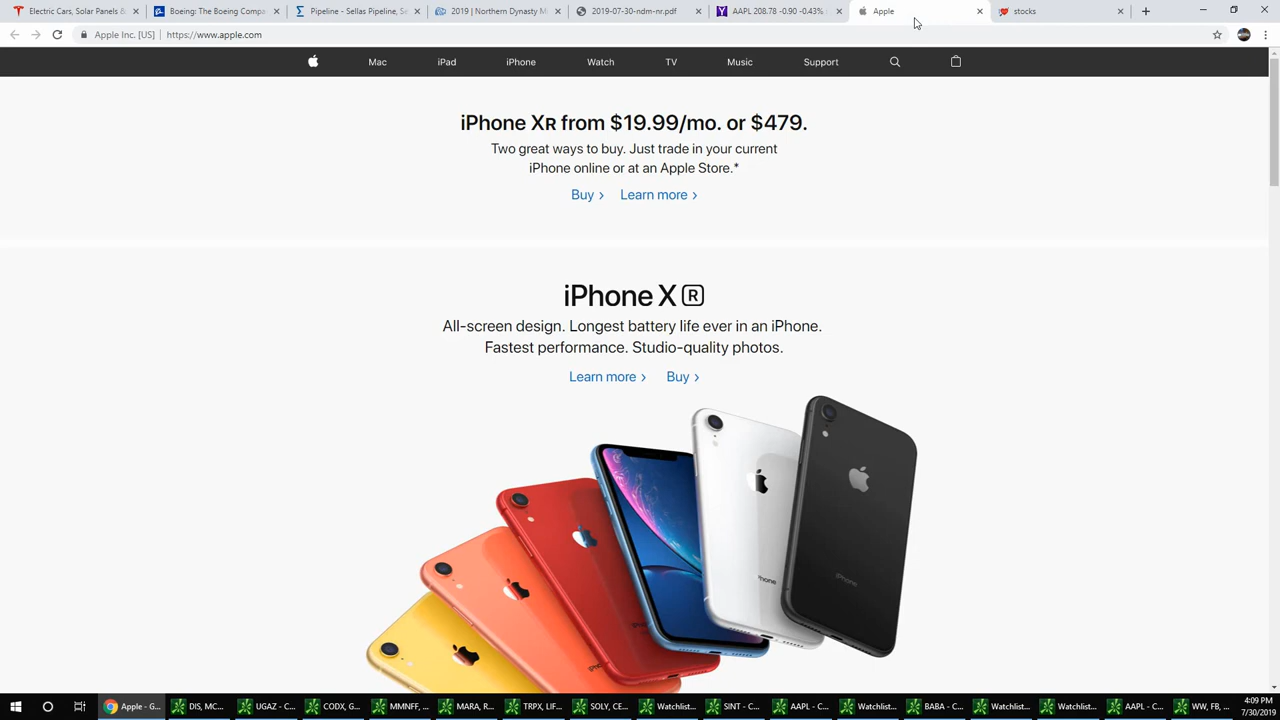 Electric Cars, Solar Panels &
Boeing: The Boeing Compa
Pipeline - Sellas Pipeline, Se
2019 | Northern Dynasty M
2019-07-30-ndm-nr.pdf
AAPL 208.78 -0.90 -0.43%
Apple
stocks
Apple Inc. [US] | https://www.apple.com
Mac
iPad
iPhone
Watch
TV
Music
Support
iPhone XR from $19.99/mo. or $479.
Two great ways to buy. Just trade in your current
iPhone online or at an Apple Store.*
Buy > Learn more >
iPhone X R
All-screen design. Longest battery life ever in an iPhone.
Fastest performance. Studio-quality photos.
Learn more > Buy >
iPhone
iPhone
Apple - G...
DIS, MC...
UGAZ - C...
CODX, G...
MMNFF, ...
MARA, R...
TRPX, LIF...
SOLY, CE...
Watchlist...
SINT - C...
AAPL - C...
Watchlist...
BABA - C...
Watchlist...
Watchlist...
AAPL - C...
WW, FB, ...
4:09 PM
7/30/2019